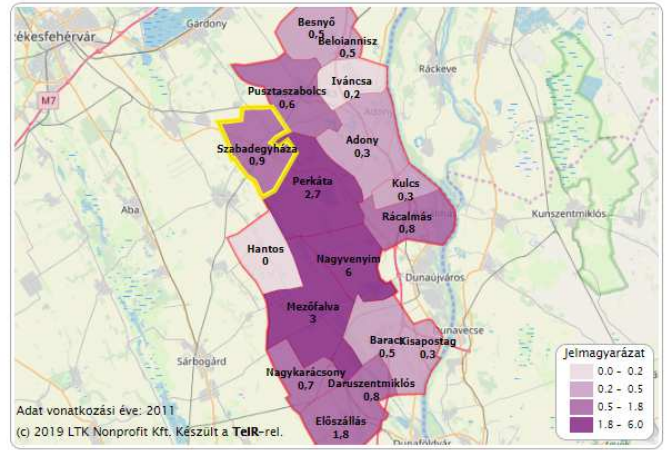 Gárdony
zékesfehérvár
Besnyő
0,5
Beloiannisz
0,5
Ráckeve
Iváncsa
0,2
M7
Pusztaszabolcs
0,6
Adony
0,3
Szabadegyháza
0,9
Perkáta
2,7
Kulcs
0,3
Aba
Rácalmás
0,8
Kunszentmiklós
Hantos
0
Nagyvenyim
6
Dunaújváros
Mezőfalva
3
Baracs
0,5
Kisapostag
0,3
unavecse
Sárbogárd
Nagykarácsony
0,7
Daruszentmiklós
0,8
Előszállás
1,8
Dunaföldvár
Jelmagyarázat
0.0 - 0.2
0.2 - 0.5
0.5 - 1.8
1.8 - 6.0
Adat vonatkozási éve: 2011
(c) 2019 LTK Nonprofit Kft. Készült a TeIR-rel.